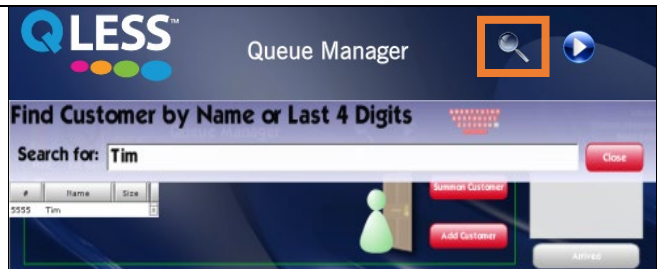 QLESS™
Queue Manager
Find Customer by Name or Last 4 Digits
Search for: Tim
Close
# Name Size
5555 Tim
Summon Customer
Add Customer
Arrived